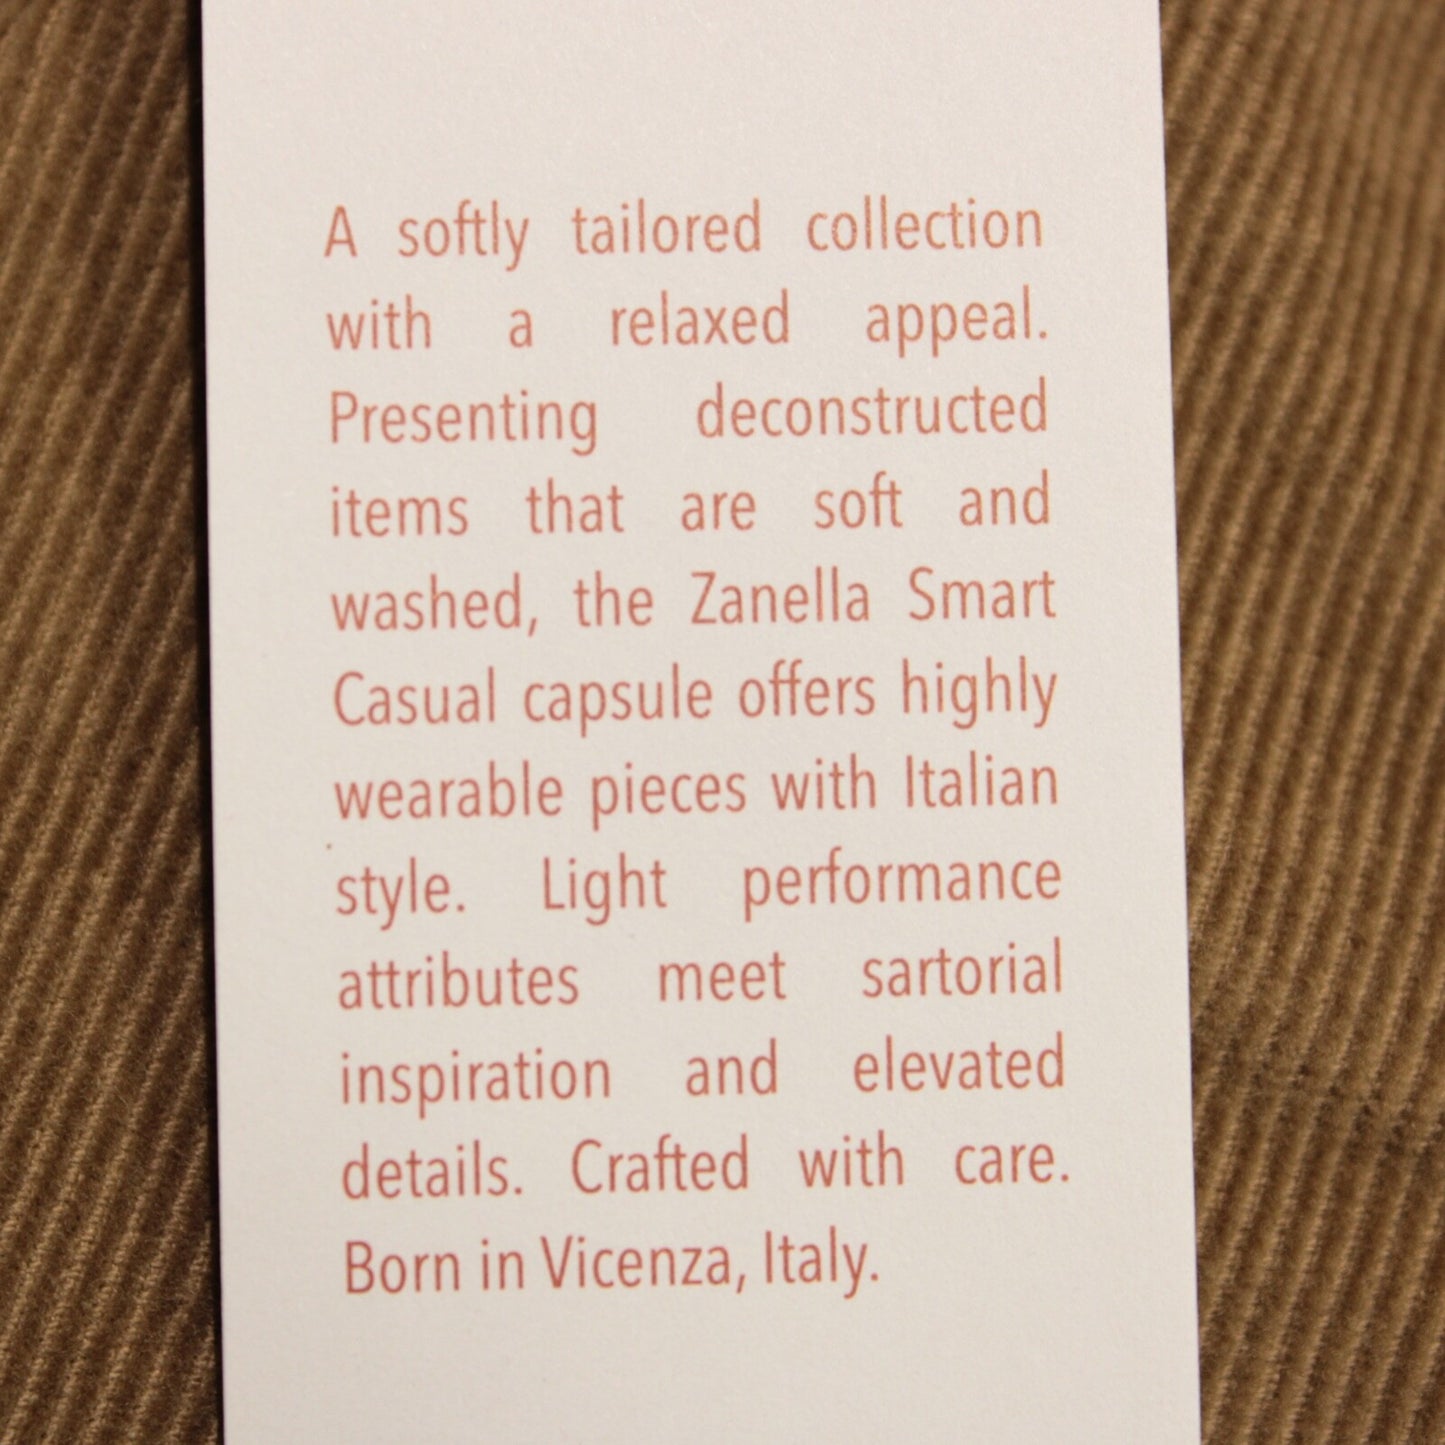 A softly tailored collection
with a relaxed appeal.
Presenting deconstructed
items that are soft and
washed, the Zanella Smart
Casual capsule offers highly
wearable pieces with Italian
style. Light performance
attributes meet sartorial
inspiration and elevated
details. Crafted with care.
Born in Vicenza, Italy.